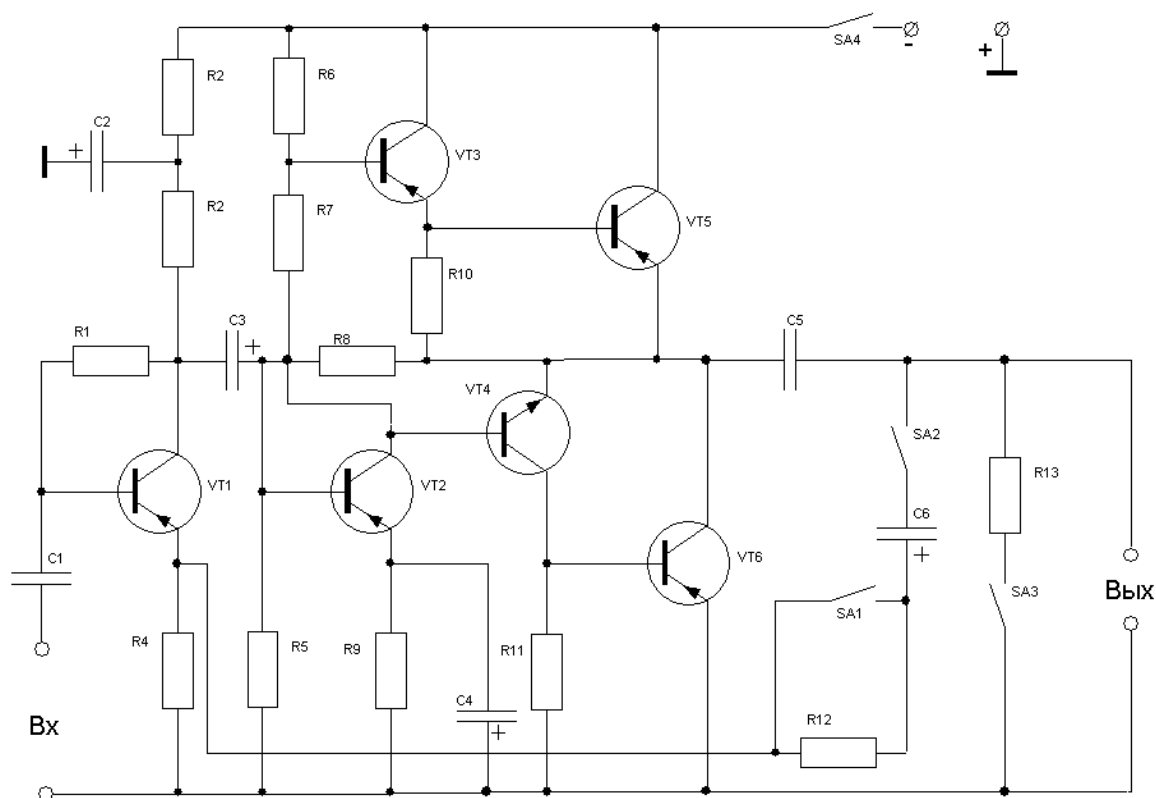 SA4
-
+
R2
R6
C2
+
VT3
R2
R7
VT5
R10
R1
C3
+
R8
C5
VT4
SA2
VT1
VT2
R13
C6
+
C1
VT6
SA3
Вых
SA1
R4
R5
R9
R11
C4
+
R12
Вх